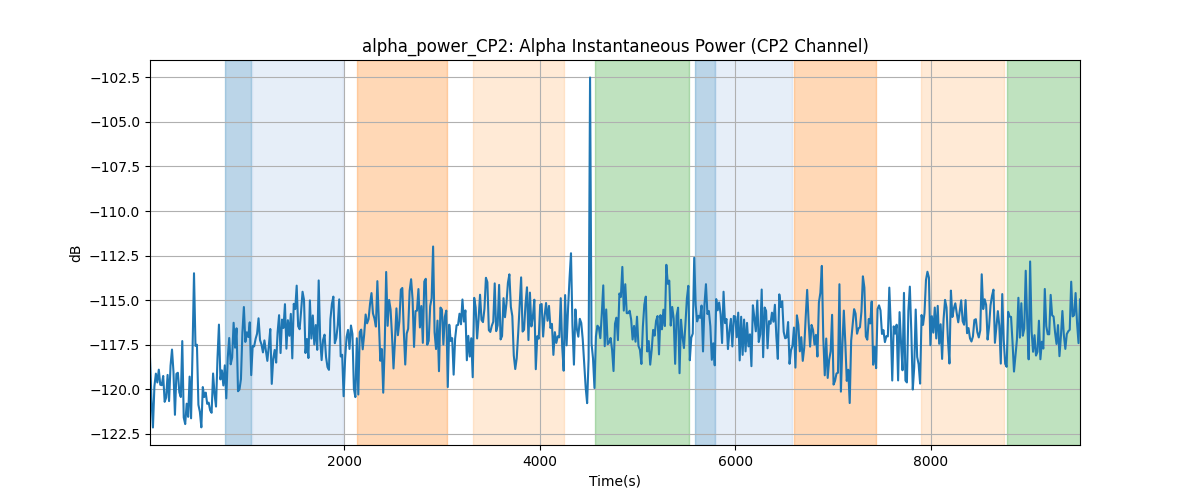 alpha_power_CP2: Alpha Instantaneous Power (CP2 Channel)
−102.5
−105.0
−107.5
−110.0
−112.5
−115.0
−117.5
−120.0
−122.5
dB
2000 4000 6000 8000
Time(s)